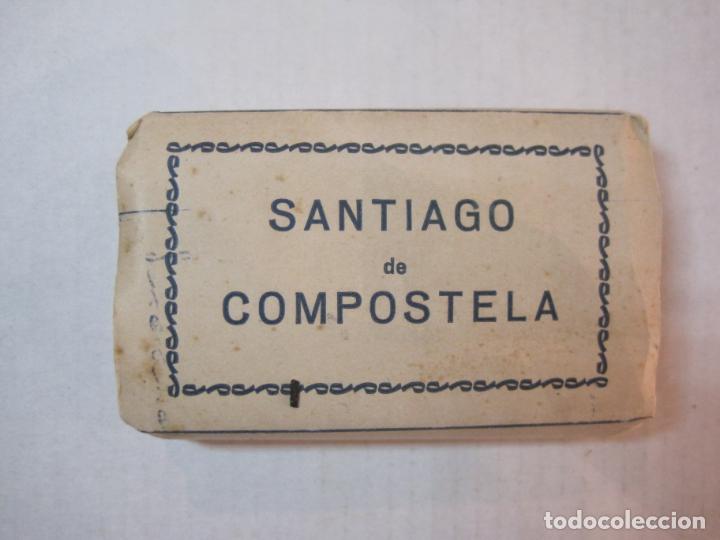 SANTIAGO
de
COMPOSTELA
todocoleccion